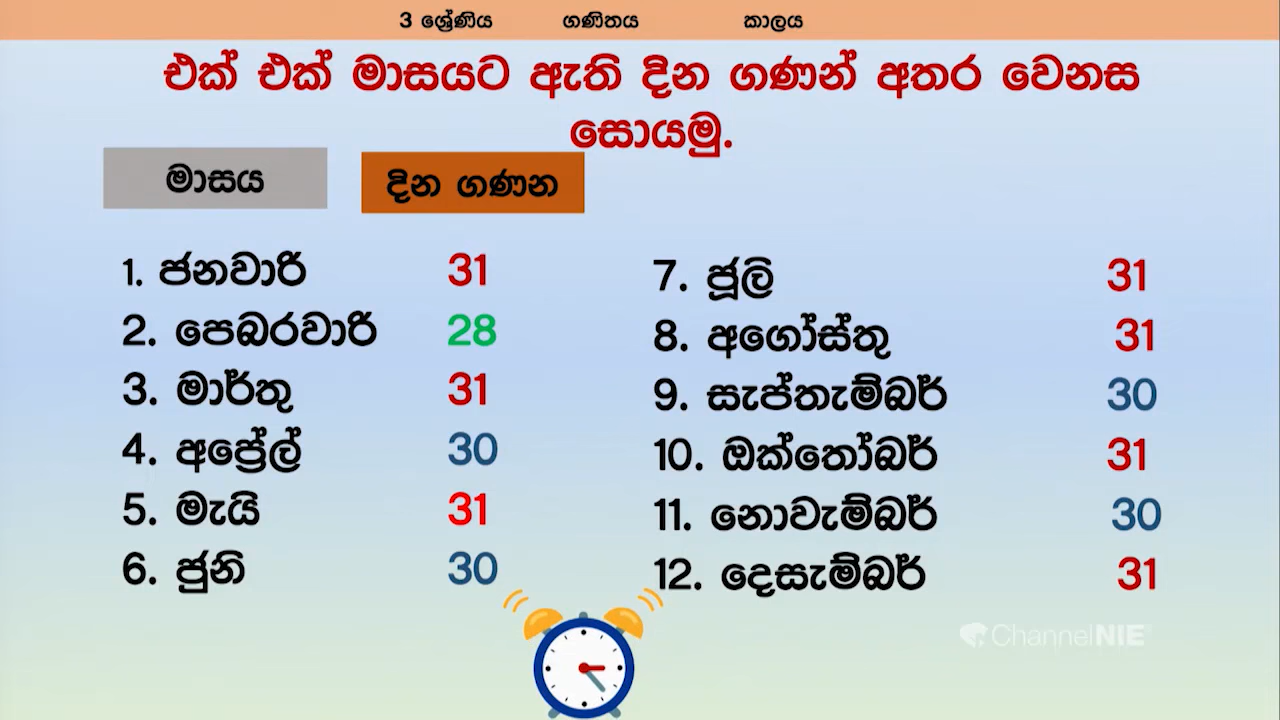 3 ශ්‍රේණිය ගණිතය කාලය
එක් එක් මාසයට ඇති දින ගණන් අතර වෙනස
සොයමු.
මාසය දින ගණන
1. ජනවාරි 31
2. පෙබරවාරි 28
3. මාර්තු 31
4. අප්‍රේල් 30
5. මැයි 31
6. ජුනි 30
7. ජූලි 31
8. අගෝස්තු 31
9. සැප්තැම්බර් 30
10. ඔක්තෝබර් 31
11. නොවැම්බර් 30
12. දෙසැම්බර් 31
ChannelNIE